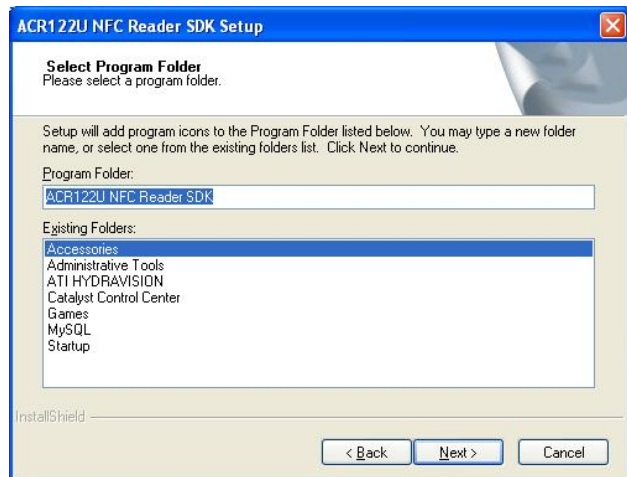 ACR122U NFC Reader SDK Setup
Select Program Folder
Please select a program folder.
Setup will add program icons to the Program Folder listed below.  You may type a new folder
name, or select one from the existing folders list.  Click Next to continue.
Program Folder:
ACR122U NFC Reader SDK
Existing Folders:
Accessories
Administrative Tools
ATI HYDRAVISION
Catalyst Control Center
Games
MySQL
Startup
InstallShield
< Back
Next >
Cancel